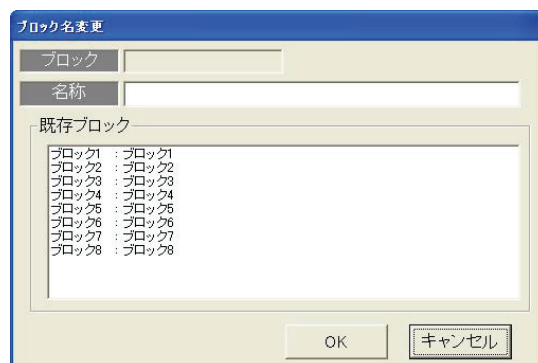 ブロック名変更
ブロック
名称
既存ブロック
ブロック1 : ブロック1
ブロック2 : ブロック2
ブロック3 : ブロック3
ブロック4 : ブロック4
ブロック5 : ブロック5
ブロック6 : ブロック6
ブロック7 : ブロック7
ブロック8 : ブロック8
OK キャンセル